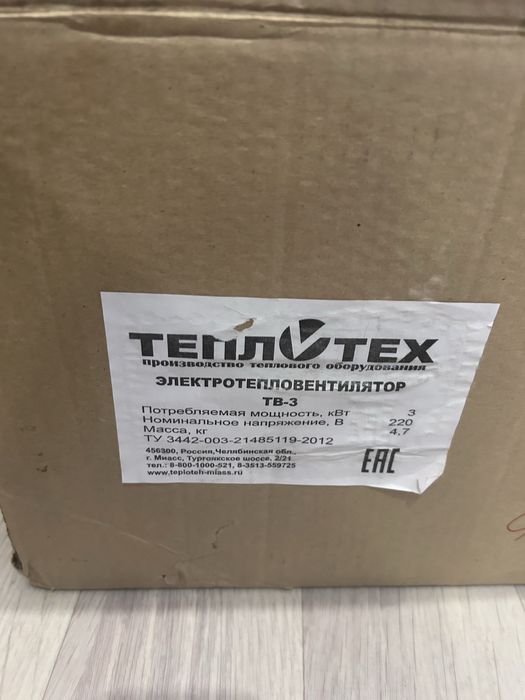 ТЕПЛОТЕХ
производство теплового оборудования
ЭЛЕКТРОТЕПЛОВЕНТИЛЯТОР
ТВ-3
Потребляемая мощность, кВт 3
Номинальное напряжение, В 220
Масса, кг 4,7
ТУ 3442-003-21485119-2012
456300, Россия,Челябинская обл.,
г. Миасс, Тургоякское шоссе, 2/21
тел.: 8-800-1000-521, 8-3513-559725
www.teploteh-miass.ru
ЕАС